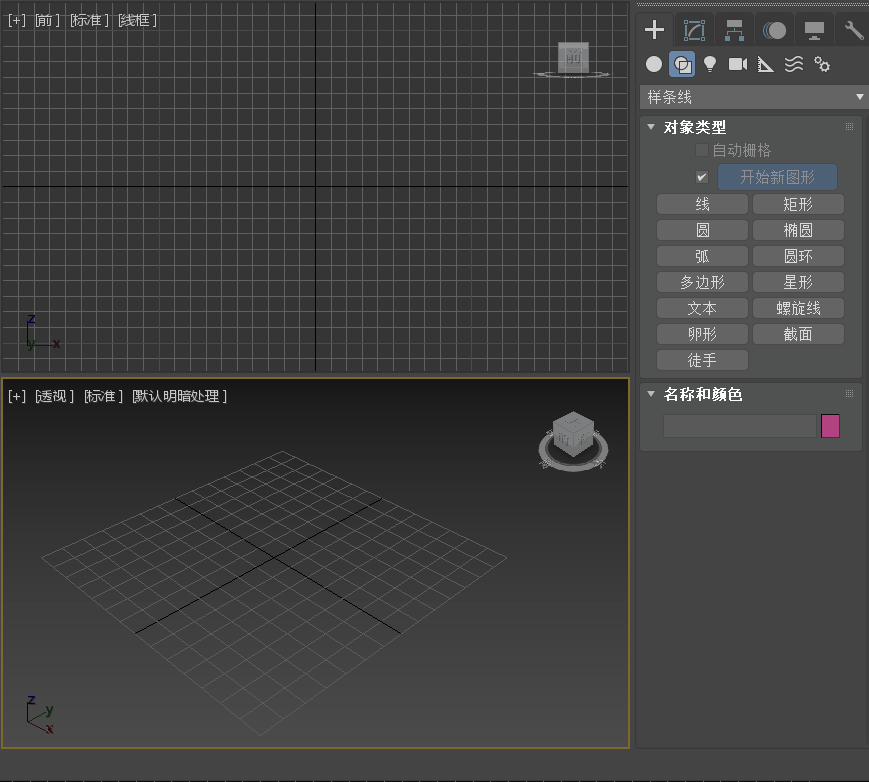 [+] [前] [标准] [线框]
前
z
y x
[+] [透视] [标准] [默认明暗处理]
z
y
x
样条线
对象类型
自动栅格
开始新图形
线 矩形
圆 椭圆
弧 圆环
多边形 星形
文本 螺旋线
卵形 截面
徒手
名称和颜色